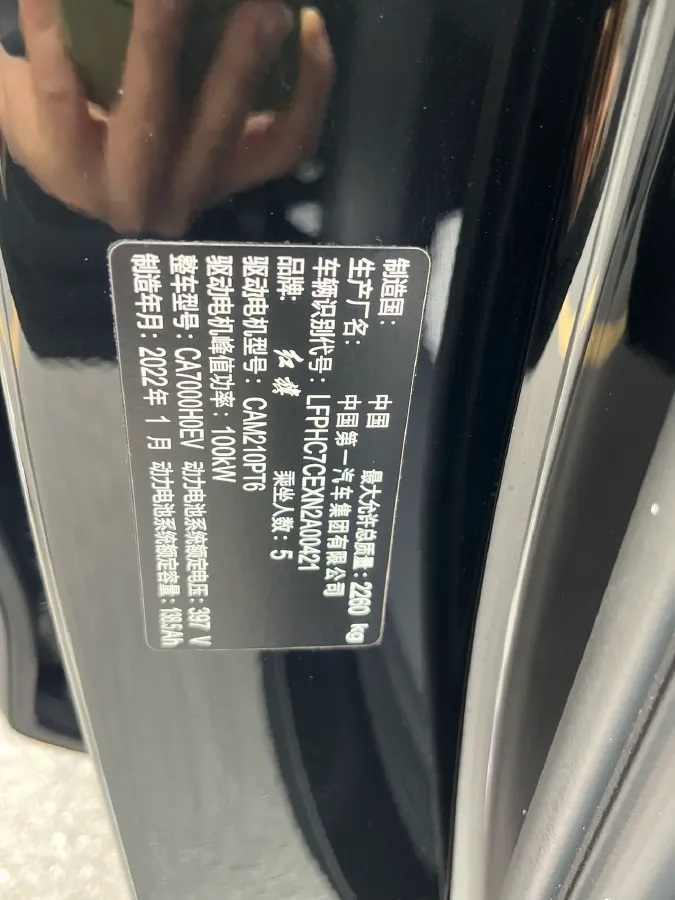 制造国： 中国 最大允许总质量：2260 kg
生产厂名： 中国第一汽车集团有限公司
车辆识别代号：LFPHC7CEXN2A00421
品牌： 红旗 乘坐人数：5
驱动电机型号：CAM210PT6
驱动电机峰值功率：100kW
整车型号：CA7000H0EV 动力电池系统额定电压：397 V
制造年月：2022年 1 月 动力电池系统额定容量：138.5Ah